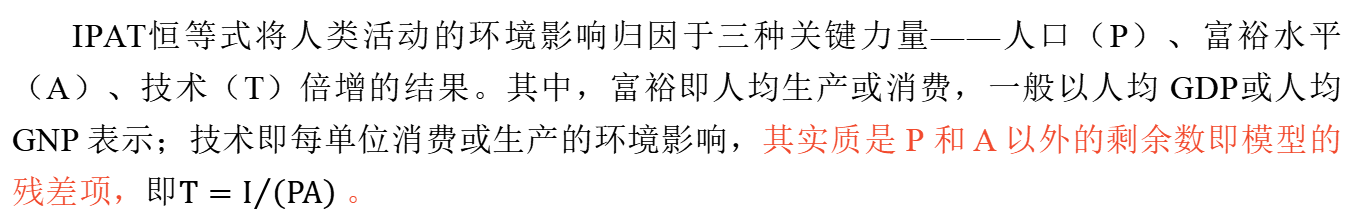 IPAT恒等式将人类活动的环境影响归因于三种关键力量——人口（P）、富裕水平
（A）、技术（T）倍增的结果。其中，富裕即人均生产或消费，一般以人均 GDP或人均
GNP 表示；技术即每单位消费或生产的环境影响，其实质是 P 和 A 以外的剩余数即模型的
残差项，即T = I/(PA) 。